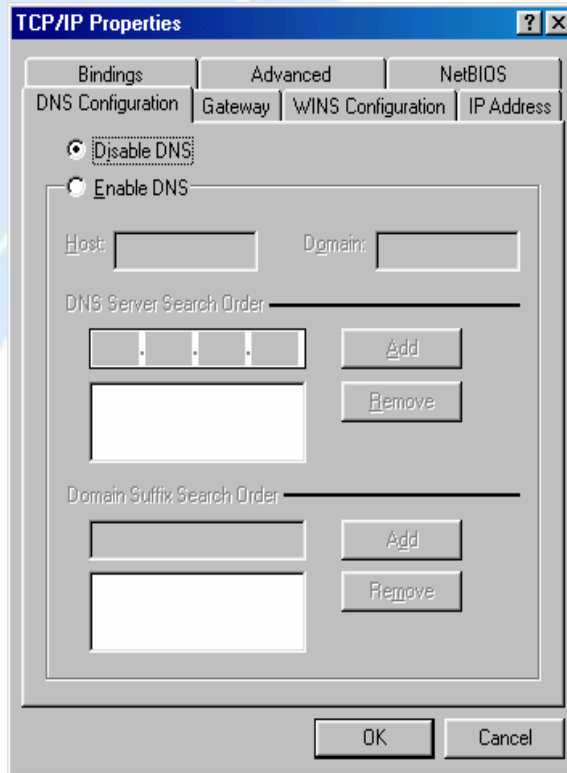 TCP/IP Properties
Bindings Advanced NetBIOS
DNS Configuration Gateway WINS Configuration IP Address
Disable DNS
Enable DNS
Host: Domain:
DNS Server Search Order
. . . Add
Remove
Domain Suffix Search Order
Add
Remove
OK Cancel